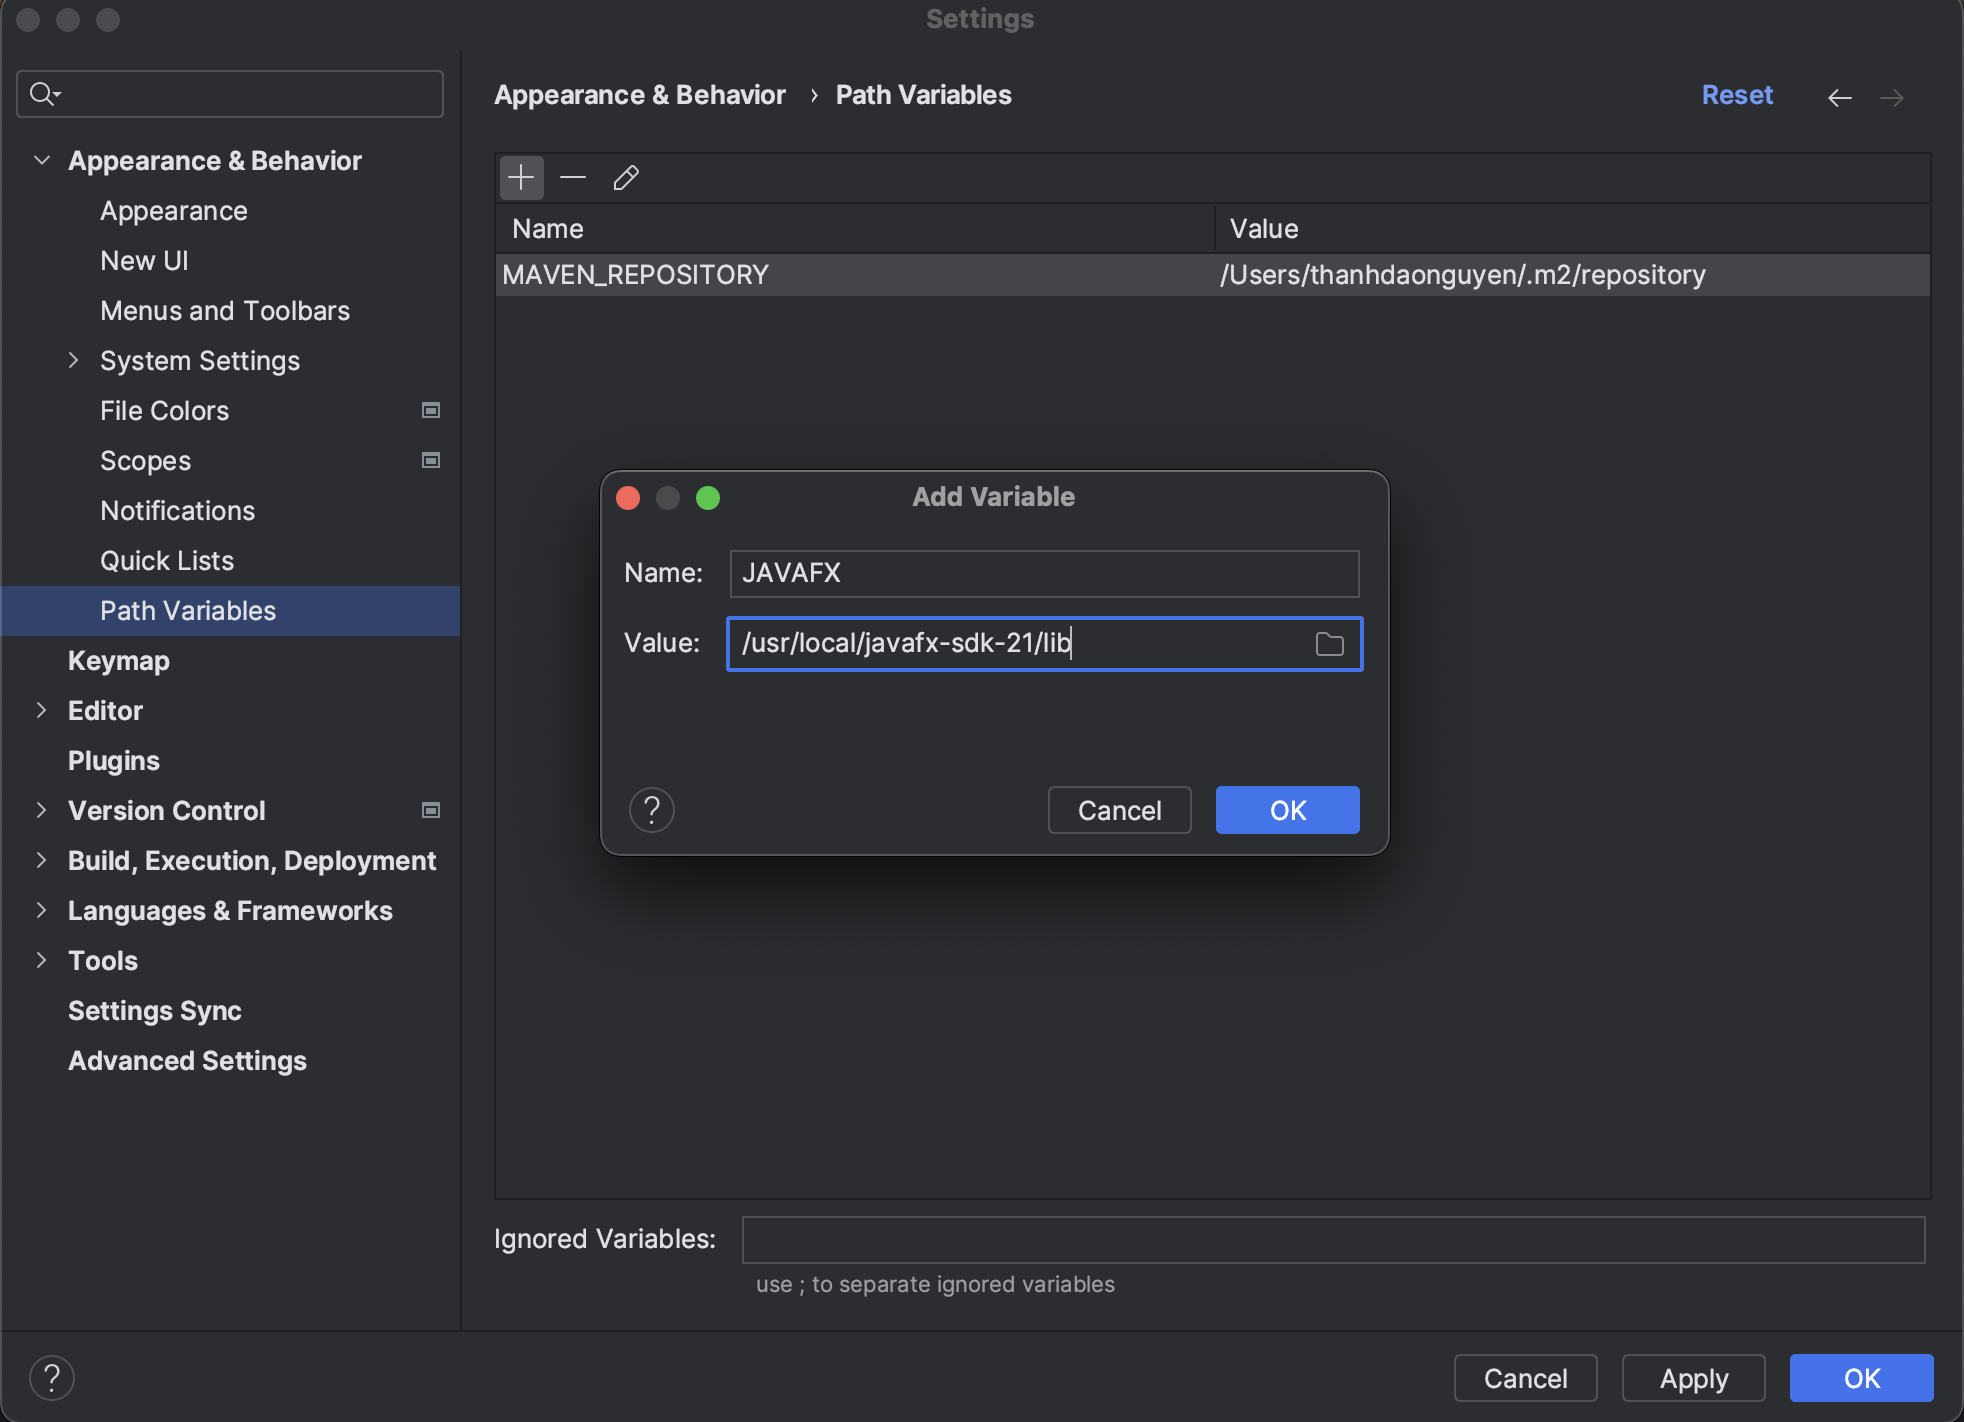 Settings
Appearance & Behavior › Path Variables
Reset
Appearance & Behavior
Appearance
New UI
Menus and Toolbars
System Settings
File Colors
Scopes
Notifications
Quick Lists
Path Variables
Keymap
Editor
Plugins
Version Control
Build, Execution, Deployment
Languages & Frameworks
Tools
Settings Sync
Advanced Settings
Name Value
MAVEN_REPOSITORY /Users/thanhdaonguyen/.m2/repository
Add Variable
Name: JAVAFX
Value: /usr/local/javafx-sdk-21/lib
?
Cancel OK
Ignored Variables:
use ; to separate ignored variables
?
Cancel Apply OK